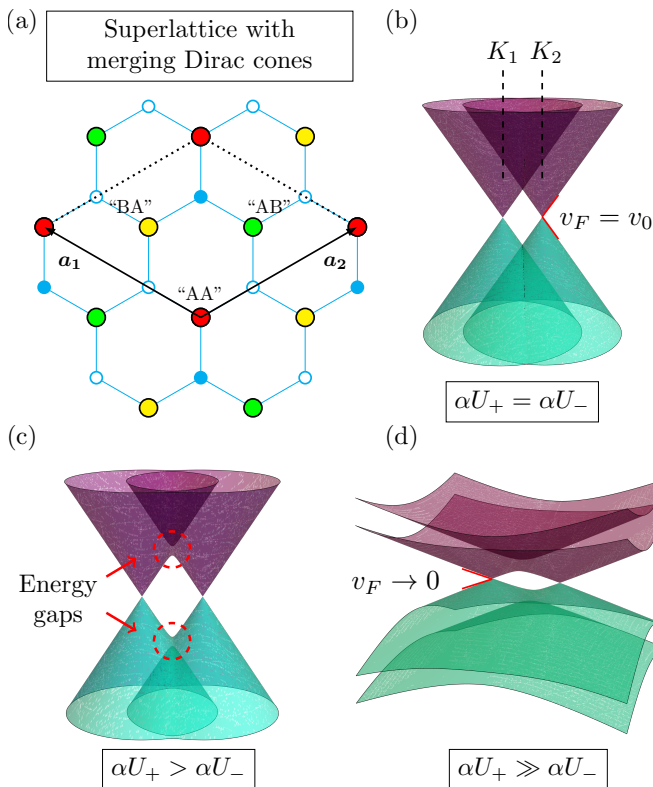 (a)
Superlattice with
merging Dirac cones
“BA”
“AB”
a₁
a₂
“AA”
(b)
K₁
K₂
v_F = v₀
αU₊ = αU₋
(c)
Energy
gaps
αU₊ > αU₋
(d)
v_F → 0
αU₊ ≫ αU₋